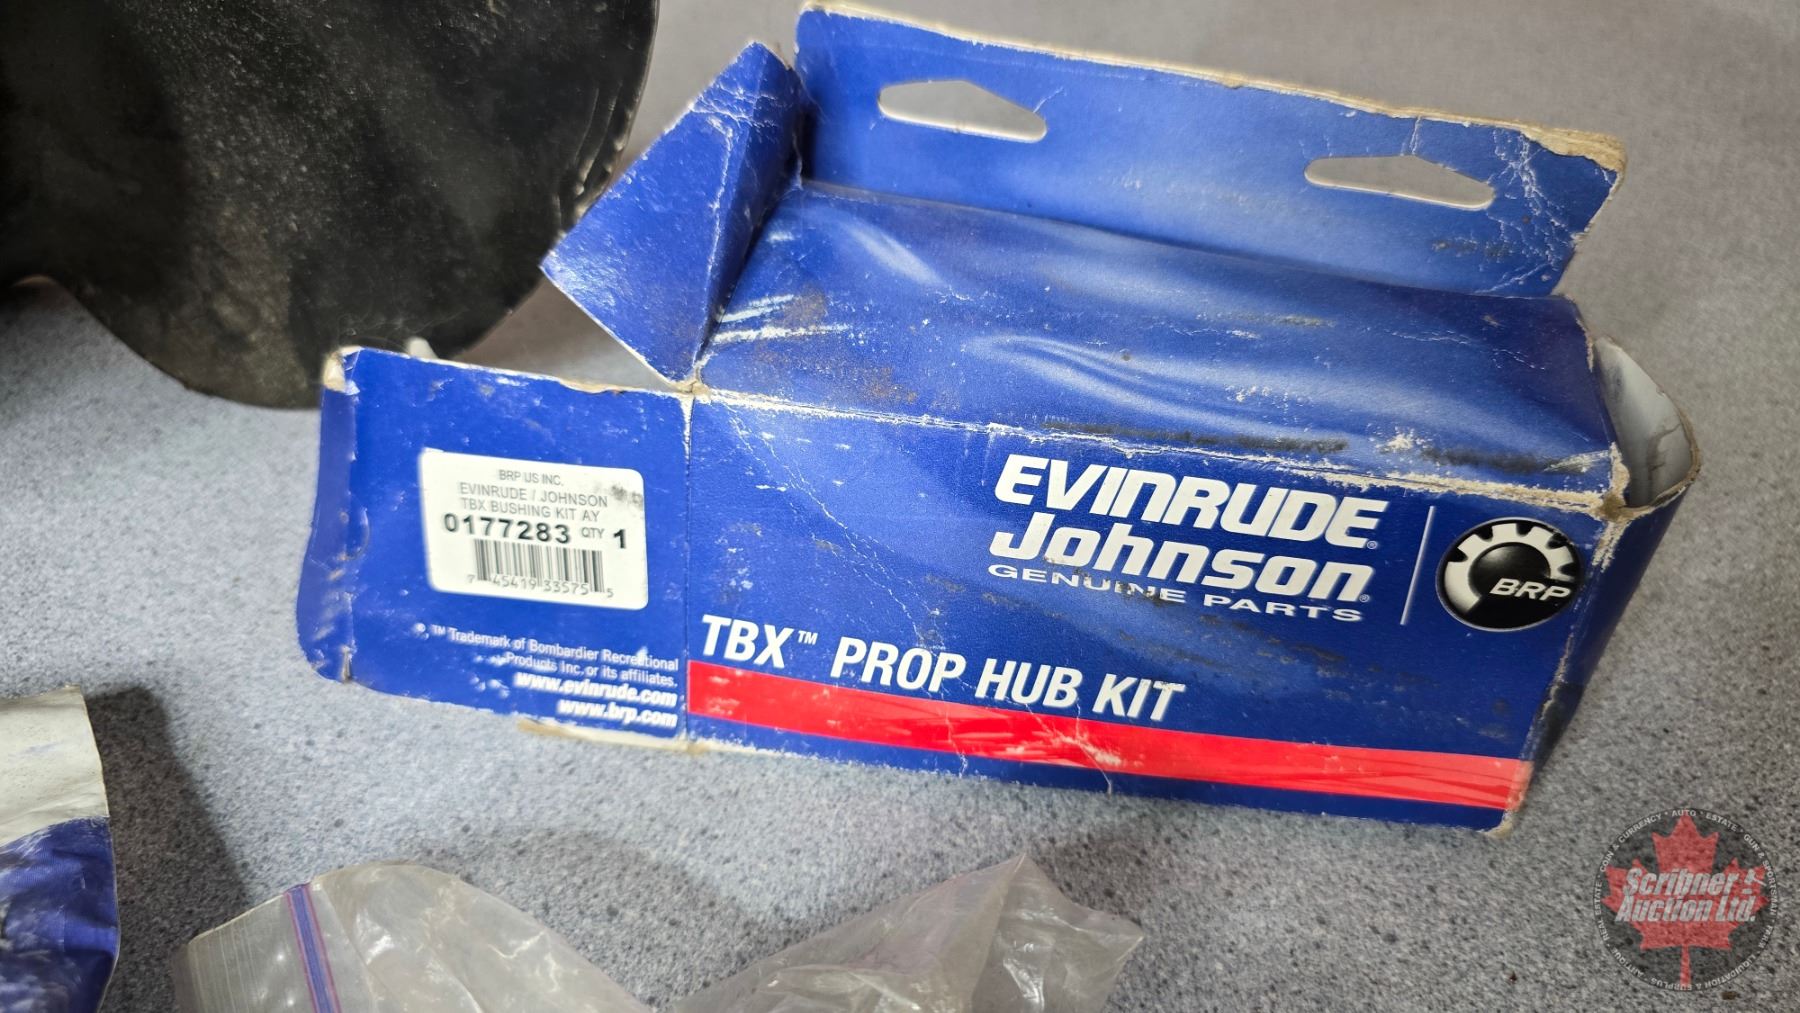 BRP US INC.
EVINRUDE / JOHNSON
TBX BUSHING KIT AY
0177283 QTY 1
7 45419 33575 5
®, ™ Trademark of Bombardier Recreational
Products Inc. or its affiliates.
www.evinrude.com
www.brp.com
EVINRUDE®
Johnson®
GENUINE PARTS
BRP
TBX™ PROP HUB KIT
Scribner
Auction Ltd.